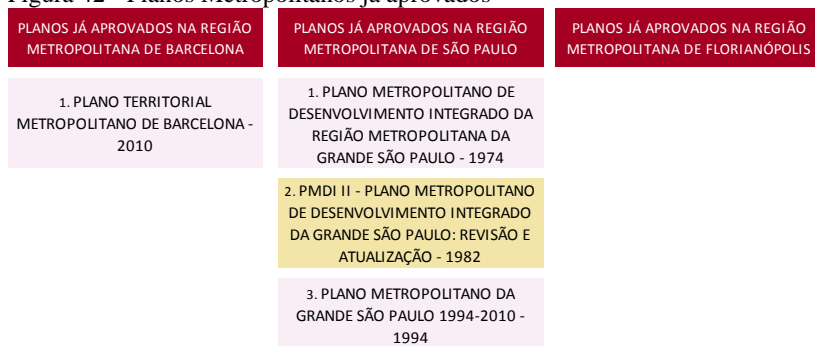 Figura 42 - Planos Metropolitanos já aprovados
PLANOS JÁ APROVADOS NA REGIÃO
METROPOLITANA DE BARCELONA
1. PLANO TERRITORIAL
METROPOLITANO DE BARCELONA -
2010
PLANOS JÁ APROVADOS NA REGIÃO
METROPOLITANA DE SÃO PAULO
1. PLANO METROPOLITANO DE
DESENVOLVIMENTO INTEGRADO DA
REGIÃO METROPOLITANA DA
GRANDE SÃO PAULO - 1974
2. PMDI II - PLANO METROPOLITANO
DE DESENVOLVIMENTO INTEGRADO
DA GRANDE SÃO PAULO: REVISÃO E
ATUALIZAÇÃO - 1982
3. PLANO METROPOLITANO DA
GRANDE SÃO PAULO 1994-2010 -
1994
PLANOS JÁ APROVADOS NA REGIÃO
METROPOLITANA DE FLORIANÓPOLIS